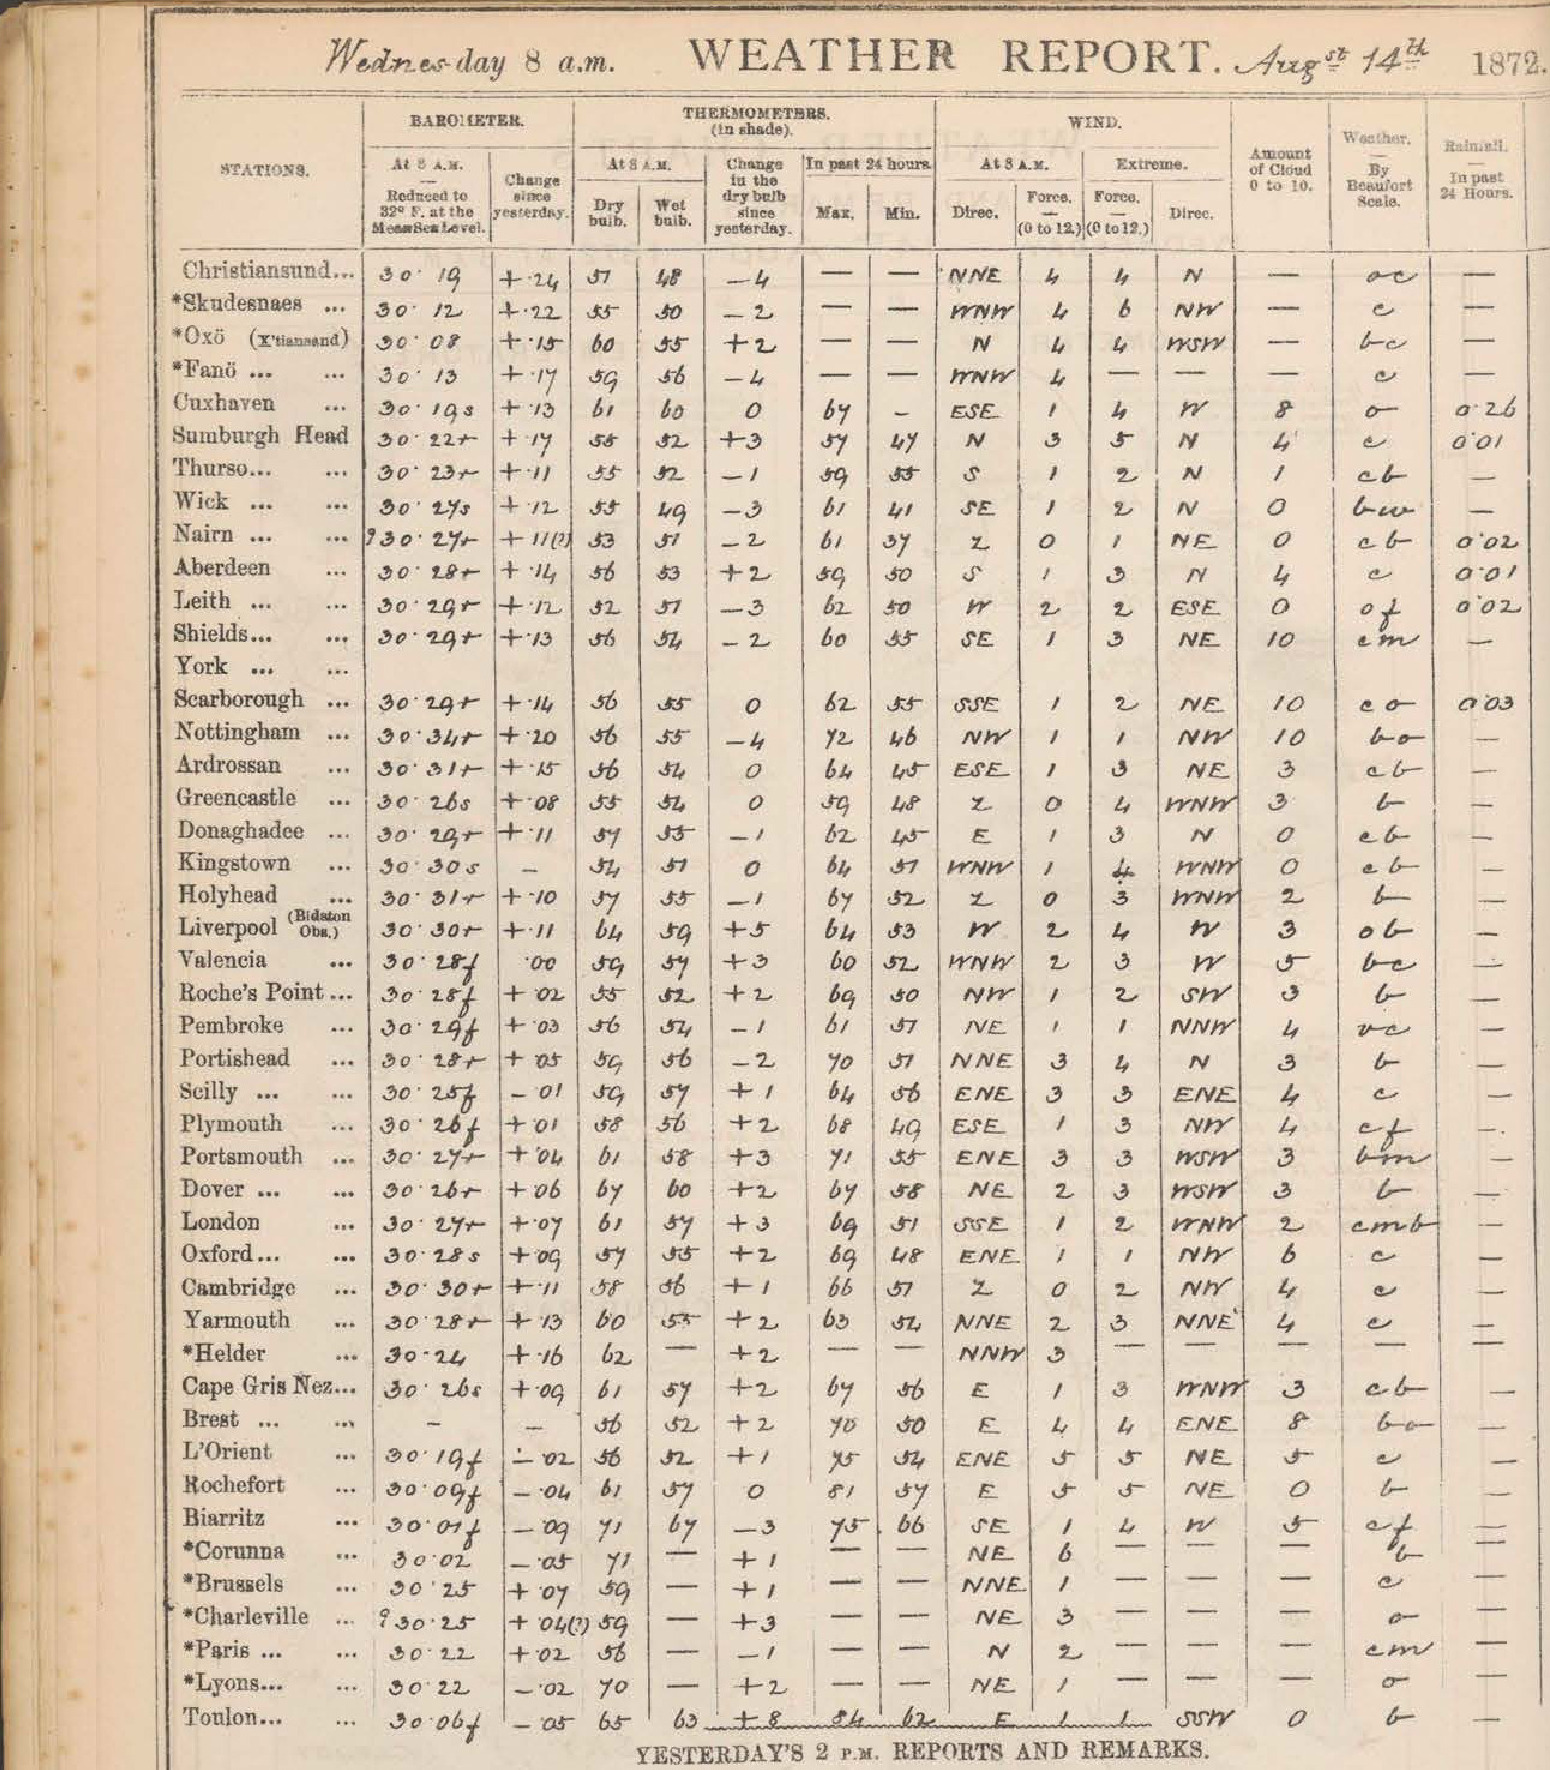 Wednesday 8 a.m. WEATHER REPORT. Augst 14th 1872.
STATIONS. BAROMETER. THERMOMETERS. (in shade). WIND. Amount of Cloud 0 to 10. Weather. — By Beaufort Scale. Rainfall. — In past 24 Hours.
At 8 A.M. — Reduced to 32° F. at the Mean Sea Level. Change since yesterday. At 8 A.M. Change in the dry bulb since yesterday. In past 24 hours. At 8 A.M. Extreme.
Dry bulb. Wet bulb. Max. Min. Direc. Force. — (0 to 12.) Force. — (0 to 12.) Direc.
Christiansund... 30·19 +·24 51 48 –4 — — NNE 4 4 N — oc —
*Skudesnaes ... 30·12 +·22 55 50 –2 — — WNW 4 6 NW — c —
*Oxö (X'tiansand) 30·08 +·15 60 55 +2 — — N 4 4 WSW — bc —
*Fanö ... ... 30·13 +·17 59 56 –4 — — WNW 4 — — — c —
Cuxhaven ... 30·19s +·13 61 60 0 67 – ESE 1 4 W 8 o 0·26
Sumburgh Head 30·22r +·17 55 52 +3 57 47 N 3 5 N 4 c 0·01
Thurso... ... 30·23r +·11 55 52 –1 59 55 S 1 2 N 1 cb —
Wick ... ... 30·27s +·12 55 49 –3 61 41 SE 1 2 N 0 bw —
Nairn ... ... ?30·27r +·11(?) 53 51 –2 61 37 Z 0 1 NE 0 cb 0·02
Aberdeen ... 30·28r +·14 56 53 +2 59 50 S 1 3 N 4 c 0·01
Leith ... ... 30·29r +·12 52 51 –3 62 50 W 2 2 ESE 0 of 0·02
Shields... ... 30·29r +·13 56 54 –2 60 55 SE 1 3 NE 10 cm —
York ... ...
Scarborough ... 30·29r +·14 56 55 0 62 55 SSE 1 2 NE 10 co 0·03
Nottingham ... 30·34r +·20 56 55 –4 72 46 NW 1 1 NW 10 bo —
Ardrossan ... 30·31r +·15 56 54 0 64 45 ESE 1 3 NE 3 cb —
Greencastle ... 30·26s +·08 55 54 0 59 48 Z 0 4 WNW 3 b —
Donaghadee ... 30·29r +·11 57 55 –1 62 45 E 1 3 N 0 cb —
Kingstown ... 30·30s – 54 51 0 64 51 WNW 1 4 WNW 0 cb —
Holyhead ... 30·31r +·10 57 55 –1 67 52 Z 0 3 WNW 2 b —
Liverpool (Bidston Obs.) 30·30r +·11 64 59 +5 64 53 W 2 4 W 3 ob —
Valencia ... 30·28f ·00 59 57 +3 60 52 WNW 2 3 W 5 bc —
Roche's Point... 30·28f +·02 55 52 +2 69 50 NW 1 2 SW 3 b —
Pembroke ... 30·29f +·03 56 54 –1 61 51 NE 1 1 NNW 4 vc —
Portishead ... 30·28r +·05 59 56 –2 70 51 NNE 3 4 N 3 b —
Scilly ... ... 30·25f –·01 59 57 +1 64 56 ENE 3 3 ENE 4 c —
Plymouth ... 30·26f +·01 58 56 +2 68 49 ESE 1 3 NW 4 cf —
Portsmouth ... 30·27r +·04 61 58 +3 71 55 ENE 3 3 WSW 3 bm —
Dover ... ... 30·26r +·06 67 60 +2 67 58 NE 2 3 WSW 3 b —
London ... 30·27r +·07 61 57 +3 69 51 SSE 1 2 WNW 2 cmb —
Oxford... ... 30·28s +·09 57 55 +2 69 48 ENE 1 1 NW 6 c —
Cambridge ... 30·30r +·11 58 56 +1 66 51 Z 0 2 NW 4 c —
Yarmouth ... 30·28r +·13 60 55 +2 63 54 NNE 2 3 NNE 4 c —
*Helder ... 30·24 +·16 62 — +2 — — NNW 3 — — — — —
Cape Gris Nez... 30·26s +·09 61 57 +2 67 56 E 1 3 WNW 3 cb —
Brest ... ... – – 56 52 +2 70 50 E 4 4 ENE 8 bo —
L'Orient ... 30·19f –·02 56 52 +1 75 54 ENE 5 5 NE 5 c —
Rochefort ... 30·09f –·04 61 57 0 81 57 E 5 5 NE 0 b —
Biarritz ... 30·01f –·09 71 67 –3 75 66 SE 1 4 W 5 cf —
*Corunna ... 30·02 –·05 71 — +1 — — NE 6 — — — b —
*Brussels ... 30·25 +·07 59 — +1 — — NNE 1 — — — c —
*Charleville ... ?30·25 +·04(?) 59 — +3 — — NE 3 — — — o —
*Paris ... ... 30·22 +·02 56 — –1 — — N 2 — — — cm —
*Lyons... ... 30·22 –·02 70 — +2 — — NE 1 — — — o —
Toulon... ... 30·06f –·05 65 63 +8 84 62 E 1 1 SSW 0 b —
YESTERDAY'S 2 P.M. REPORTS AND REMARKS.